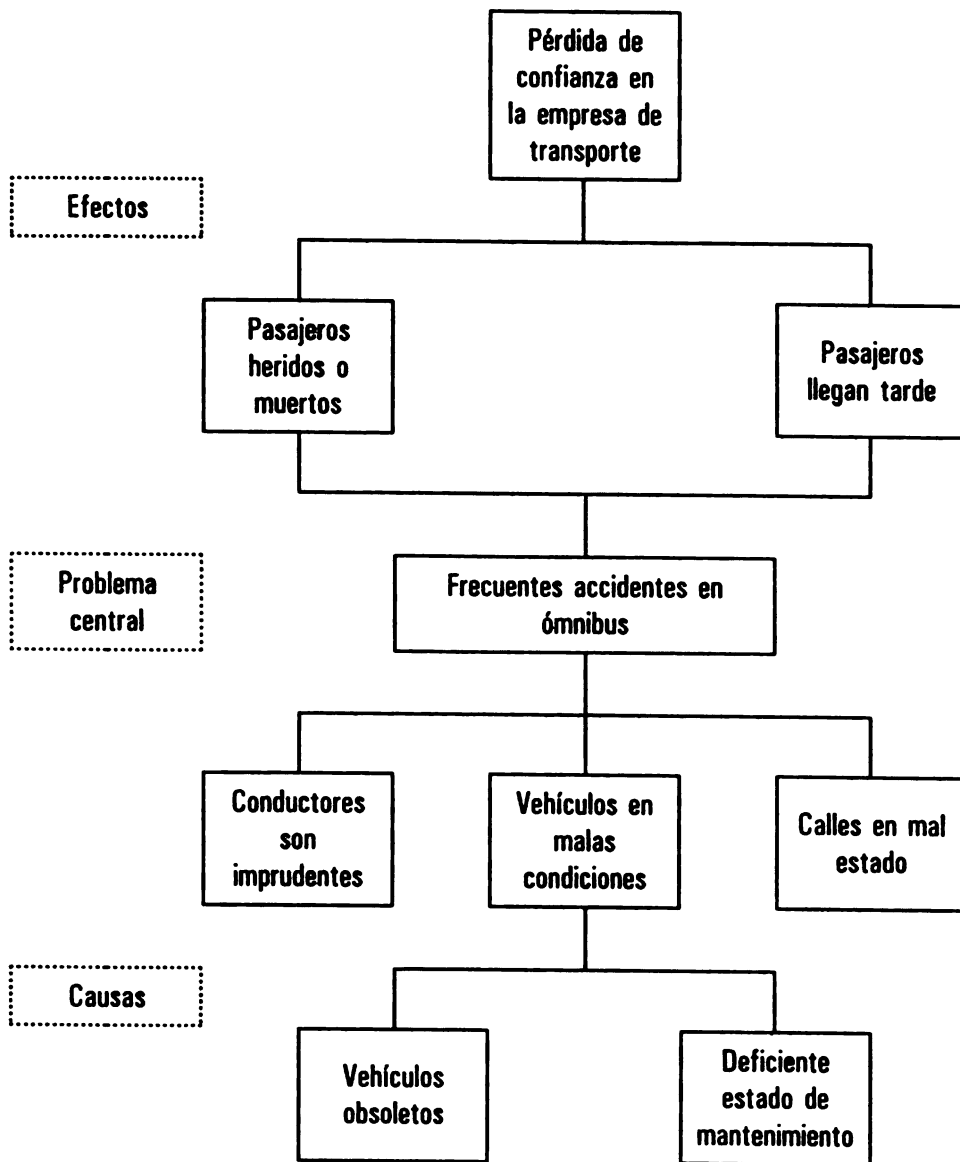 Pérdida de
confianza en
la empresa de
transporte
Efectos
Pasajeros
heridos o
muertos
Pasajeros
llegan tarde
Problema
central
Frecuentes accidentes en
ómnibus
Conductores
son
imprudentes
Vehículos en
malas
condiciones
Calles en mal
estado
Causas
Vehículos
obsoletos
Deficiente
estado de
mantenimiento